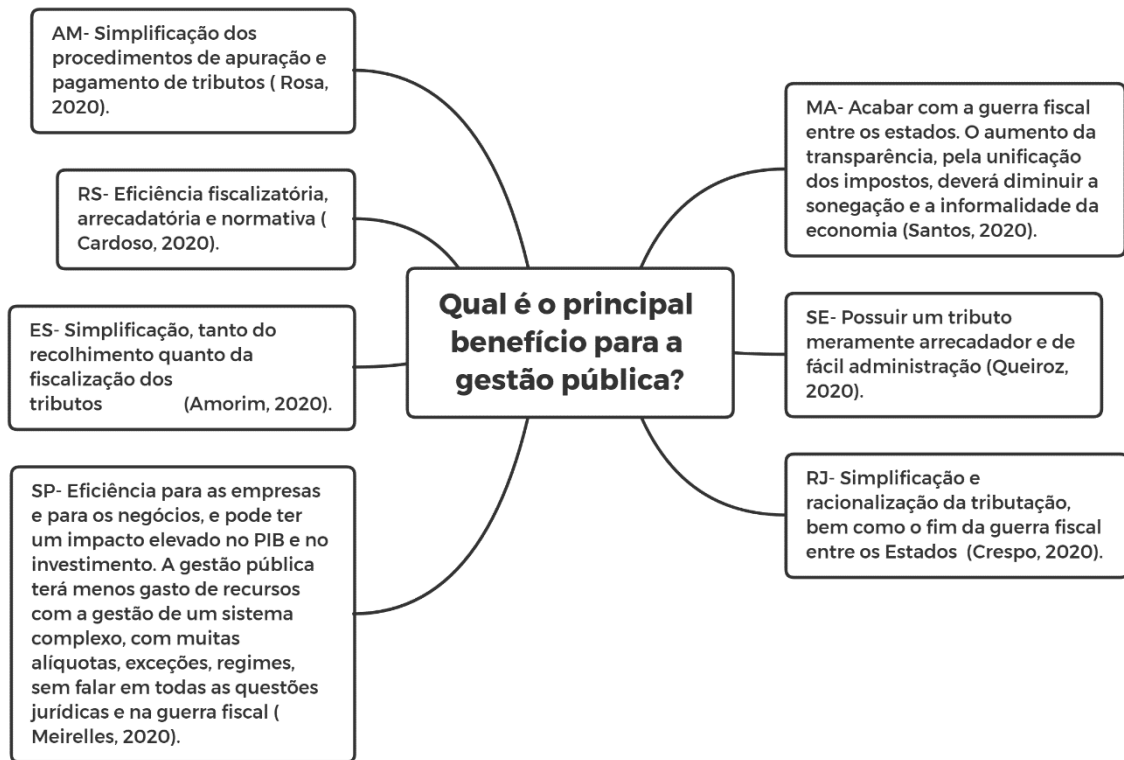 AM- Simplificação dos
procedimentos de apuração e
pagamento de tributos ( Rosa,
2020).
RS- Eficiência fiscalizatória,
arrecadatória e normativa (
Cardoso, 2020).
ES- Simplificação, tanto do
recolhimento quanto da
fiscalização dos
tributos (Amorim, 2020).
SP- Eficiência para as empresas
e para os negócios, e pode ter
um impacto elevado no PIB e no
investimento. A gestão pública
terá menos gasto de recursos
com a gestão de um sistema
complexo, com muitas
alíquotas, exceções, regimes,
sem falar em todas as questões
jurídicas e na guerra fiscal (
Meirelles, 2020).
Qual é o principal
benefício para a
gestão pública?
MA- Acabar com a guerra fiscal
entre os estados. O aumento da
transparência, pela unificação
dos impostos, deverá diminuir a
sonegação e a informalidade da
economia (Santos, 2020).
SE- Possuir um tributo
meramente arrecadador e de
fácil administração (Queiroz,
2020).
RJ- Simplificação e
racionalização da tributação,
bem como o fim da guerra fiscal
entre os Estados (Crespo, 2020).